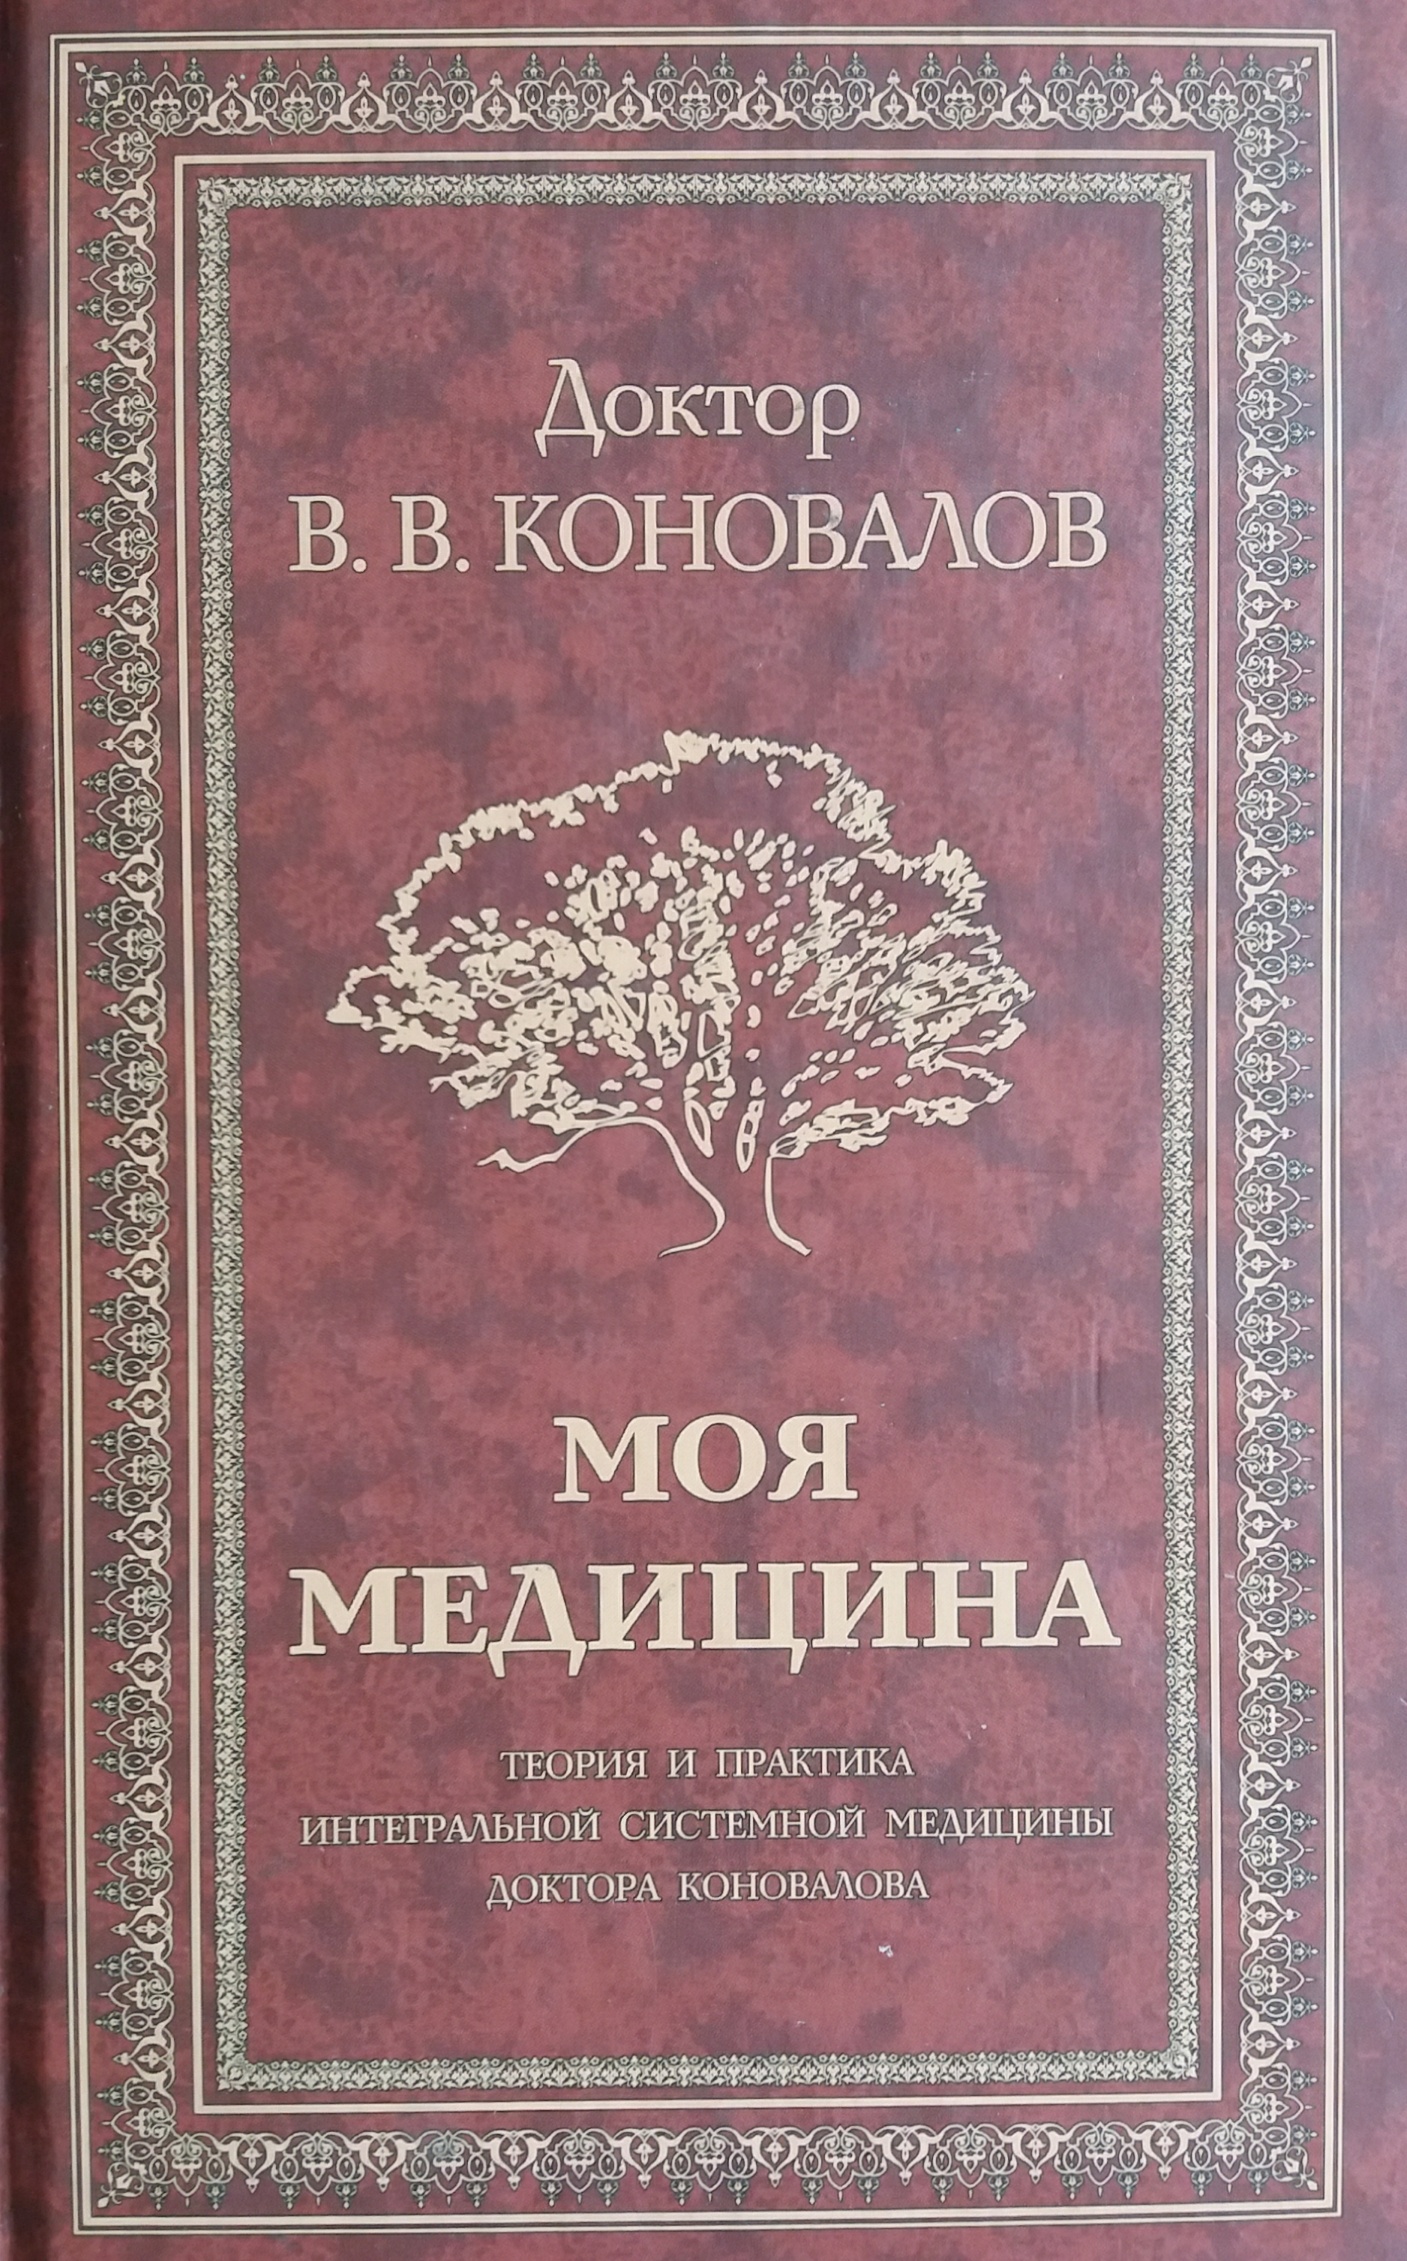 Доктор
В. В. КОНОВАЛОВ
МОЯ
МЕДИЦИНА
ТЕОРИЯ И ПРАКТИКА
ИНТЕГРАЛЬНОЙ СИСТЕМНОЙ МЕДИЦИНЫ
ДОКТОРА КОНОВАЛОВА